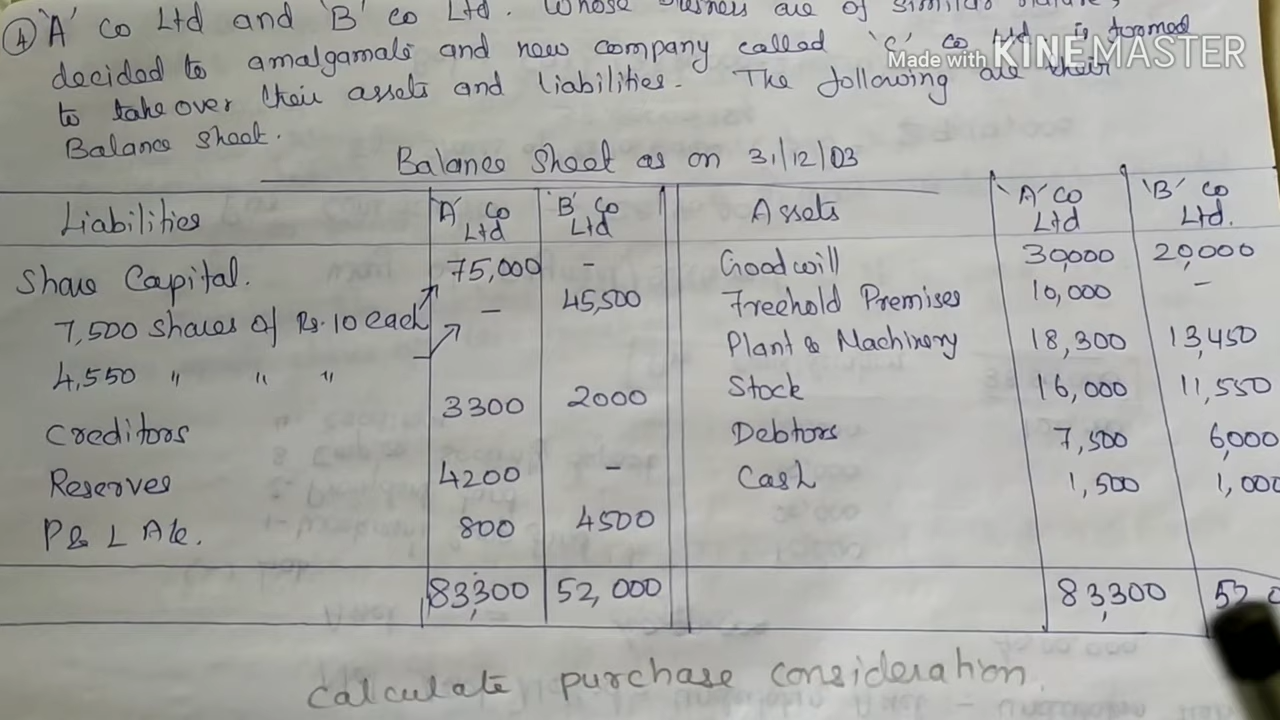 ④ 'A' Co Ltd and 'B' Co Ltd. Whose are of
decided to amalgamate and new company called 'C' Co Ltd is formed
Made with KINEMASTER
to take over their assets and liabilities. The following are their
Balance sheet.
Balance Sheet as on 31/12/03
Liabilities 'A' Co Ltd 'B' Co Ltd Assets 'A' Co Ltd 'B' Co Ltd.
Share Capital. 75,000 - Goodwill 30,000 20,000
7,500 shares of Rs. 10 each - 45,500 Freehold Premises 10,000 -
4,550 " " " Plant & Machinery 18,300 13,450
Creditors 3300 2000 Stock 16,000 11,550
Reserves 4200 - Debtors 7,500 6,000
P & L A/c. 800 4500 Cash 1,500 1,000
83,300 52,000 83,300
Calculate purchase consideration.